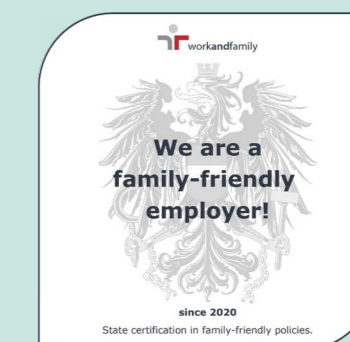 workandfamily
We are a
family-friendly
employer!
since 2020
State certification in family-friendly policies.